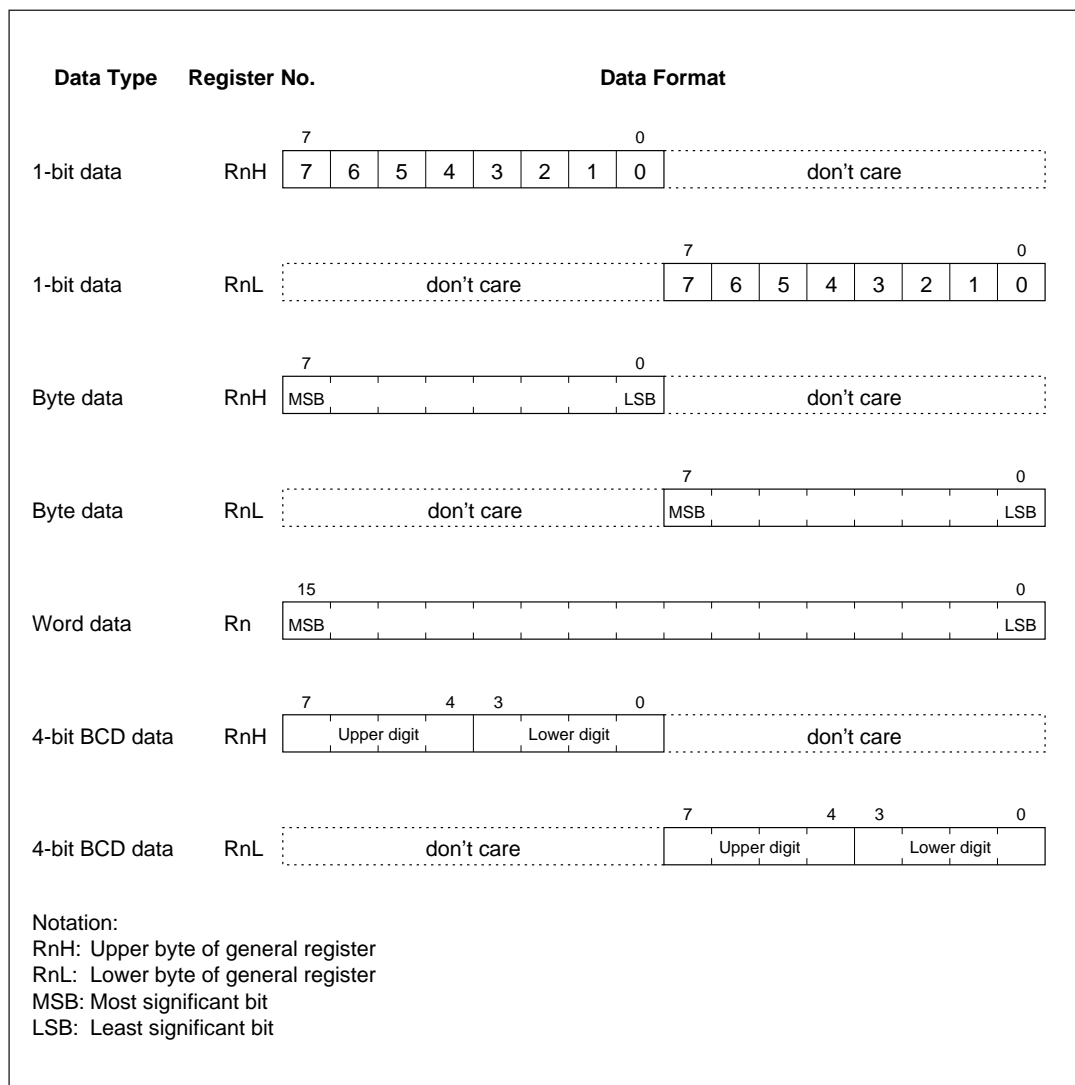 Data Type Register No. Data Format
7 0
1-bit data RnH 7 6 5 4 3 2 1 0 don't care
7 0
1-bit data RnL don't care 7 6 5 4 3 2 1 0
7 0
Byte data RnH MSB LSB don't care
7 0
Byte data RnL don't care MSB LSB
15 0
Word data Rn MSB LSB
7 4 3 0
4-bit BCD data RnH Upper digit Lower digit don't care
7 4 3 0
4-bit BCD data RnL don't care Upper digit Lower digit
Notation:
RnH: Upper byte of general register
RnL: Lower byte of general register
MSB: Most significant bit
LSB: Least significant bit